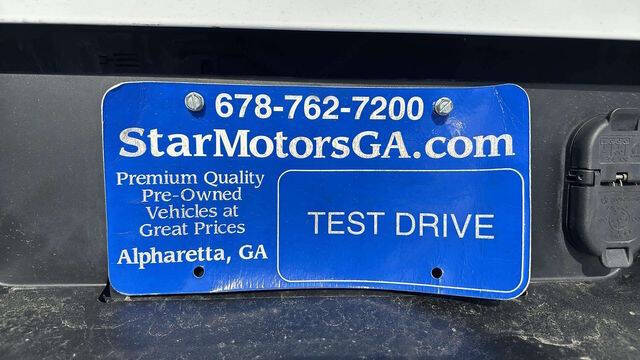 678-762-7200
StarMotorsGA.com
Premium Quality
Pre-Owned
Vehicles at
Great Prices
Alpharetta, GA
TEST DRIVE